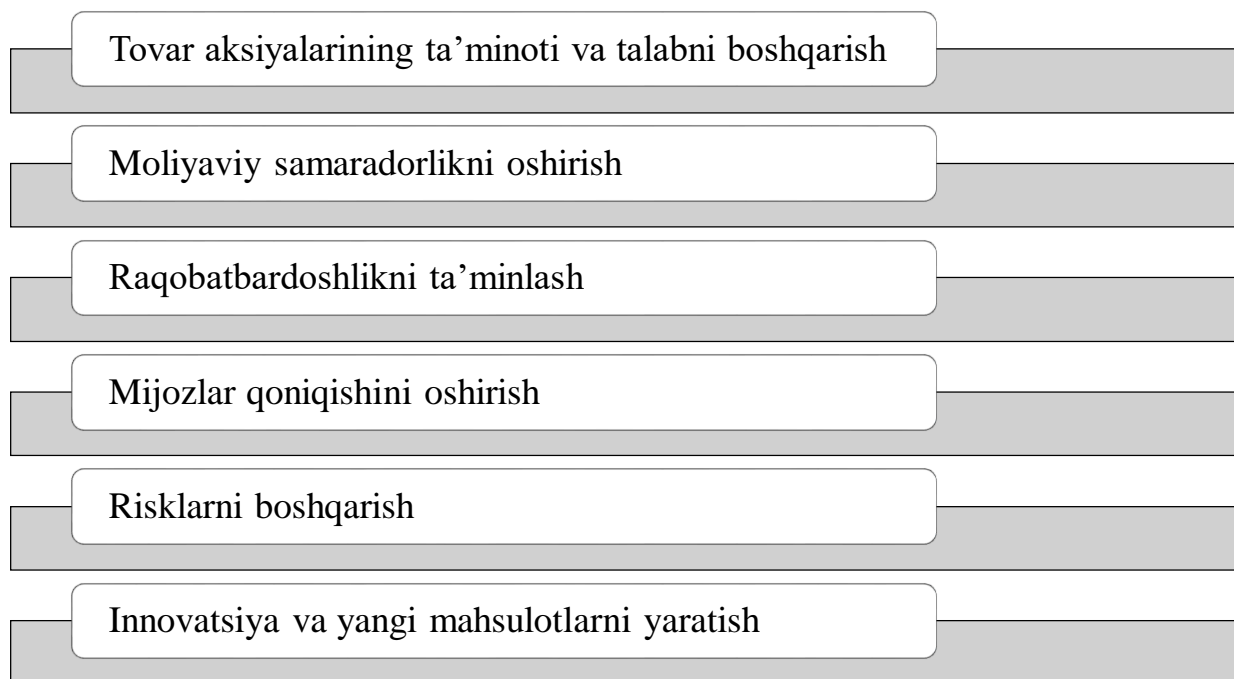 Tovar aksiyalarining ta’minoti va talabni boshqarish
Moliyaviy samaradorlikni oshirish
Raqobatbardoshlikni ta’minlash
Mijozlar qoniqishini oshirish
Risklarni boshqarish
Innovatsiya va yangi mahsulotlarni yaratish